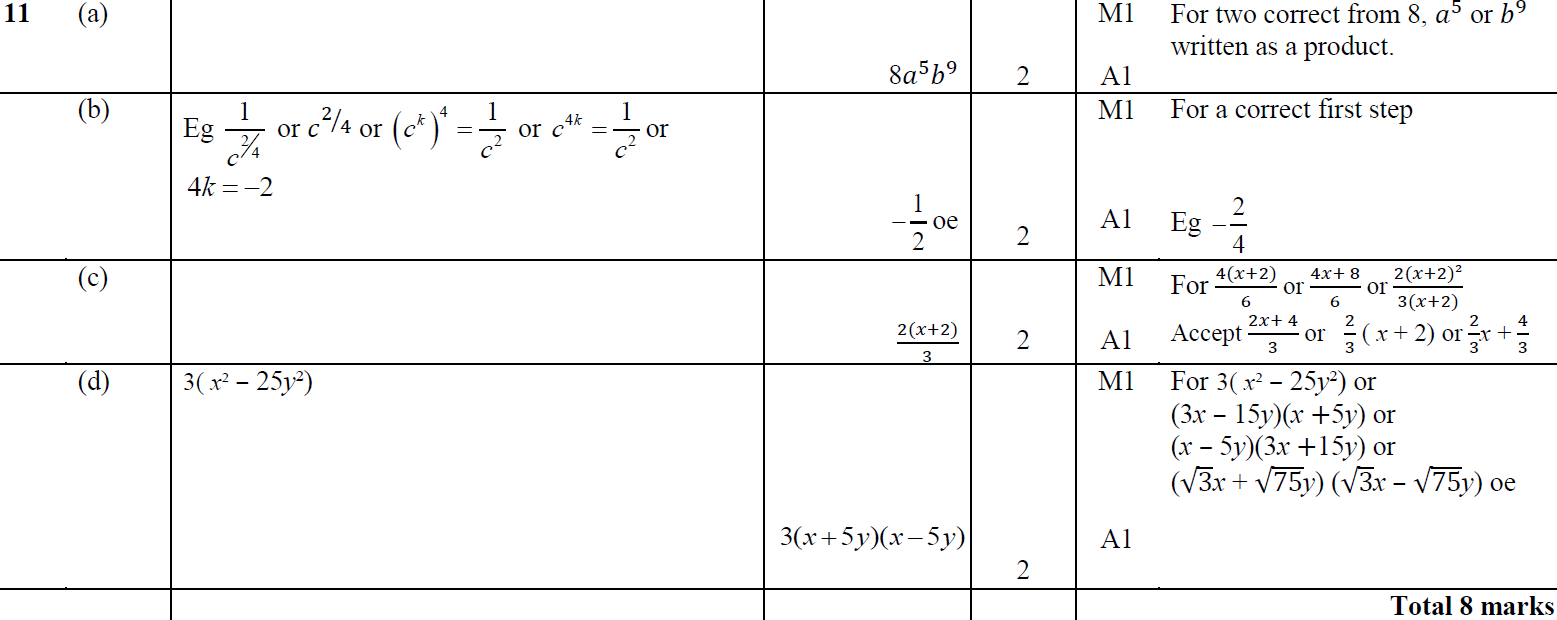 11 (a) M1 For two correct from 8, a⁵ or b⁹
written as a product.
8a⁵b⁹ 2 A1
(b) Eg 1/c^(2/4) or c^(2/4) or (c^k)^4 = 1/c² or c^(4k) = 1/c² or M1 For a correct first step
4k = −2
−1/2 oe 2 A1 Eg −2/4
(c) M1 For 4(x+2)/6 or 4x+8/6 or 2(x+2)²/3(x+2)
2(x+2)/3 2 A1 Accept 2x+4/3 or 2/3 (x + 2) or 2/3 x + 4/3
(d) 3( x² − 25y²) M1 For 3( x² − 25y²) or
(3x − 15y)(x +5y) or
(x − 5y)(3x +15y) or
(√3x + √75y) (√3x − √75y) oe
3(x+5y)(x−5y) A1
2
Total 8 marks